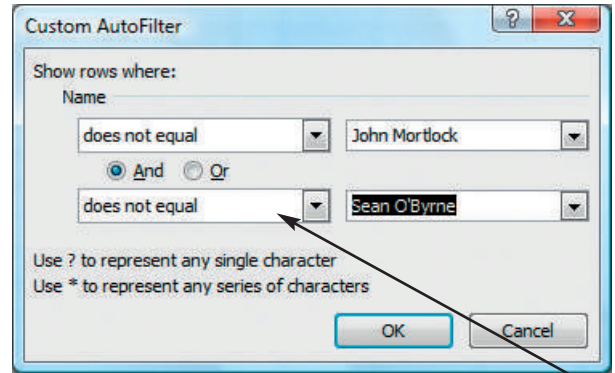 Custom AutoFilter
Show rows where:
Name
does not equal John Mortlock
And Or
does not equal Sean O'Byrne
Use ? to represent any single character
Use * to represent any series of characters
OK Cancel